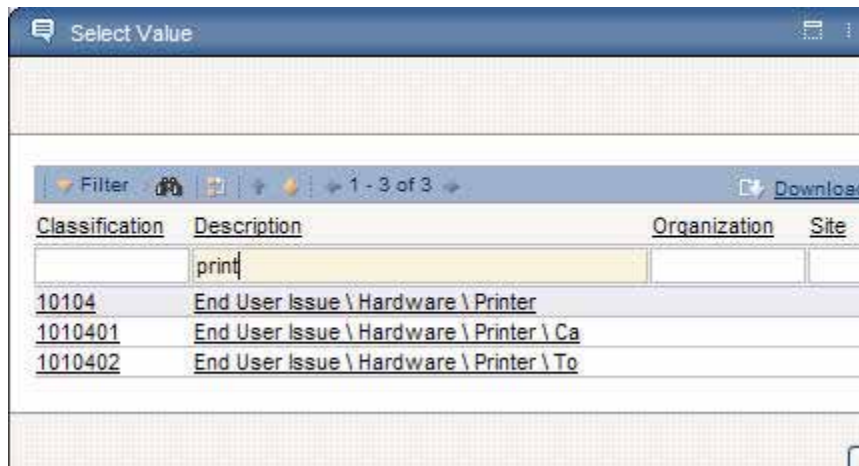 Select Value
Filter 1 - 3 of 3 Downloa
Classification Description Organization Site
print
10104 End User Issue \ Hardware \ Printer
1010401 End User Issue \ Hardware \ Printer \ Ca
1010402 End User Issue \ Hardware \ Printer \ To